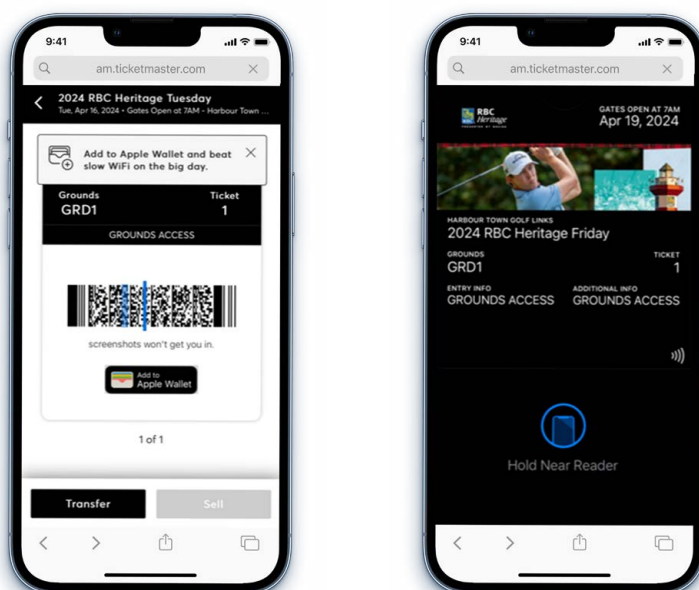 9:41
am.ticketmaster.com
2024 RBC Heritage Tuesday
Tue, Apr 16, 2024 • Gates Open at 7AM - Harbour Town ...
Add to Apple Wallet and beat
slow WiFi on the big day.
Grounds Ticket
GRD1 1
GROUNDS ACCESS
screenshots won't get you in.
Add to
Apple Wallet
1 of 1
Transfer Sell
9:41
am.ticketmaster.com
RBC
Heritage
GATES OPEN AT 7AM
Apr 19, 2024
HARBOUR TOWN GOLF LINKS
2024 RBC Heritage Friday
GROUNDS TICKET
GRD1 1
ENTRY INFO ADDITIONAL INFO
GROUNDS ACCESS GROUNDS ACCESS
Hold Near Reader